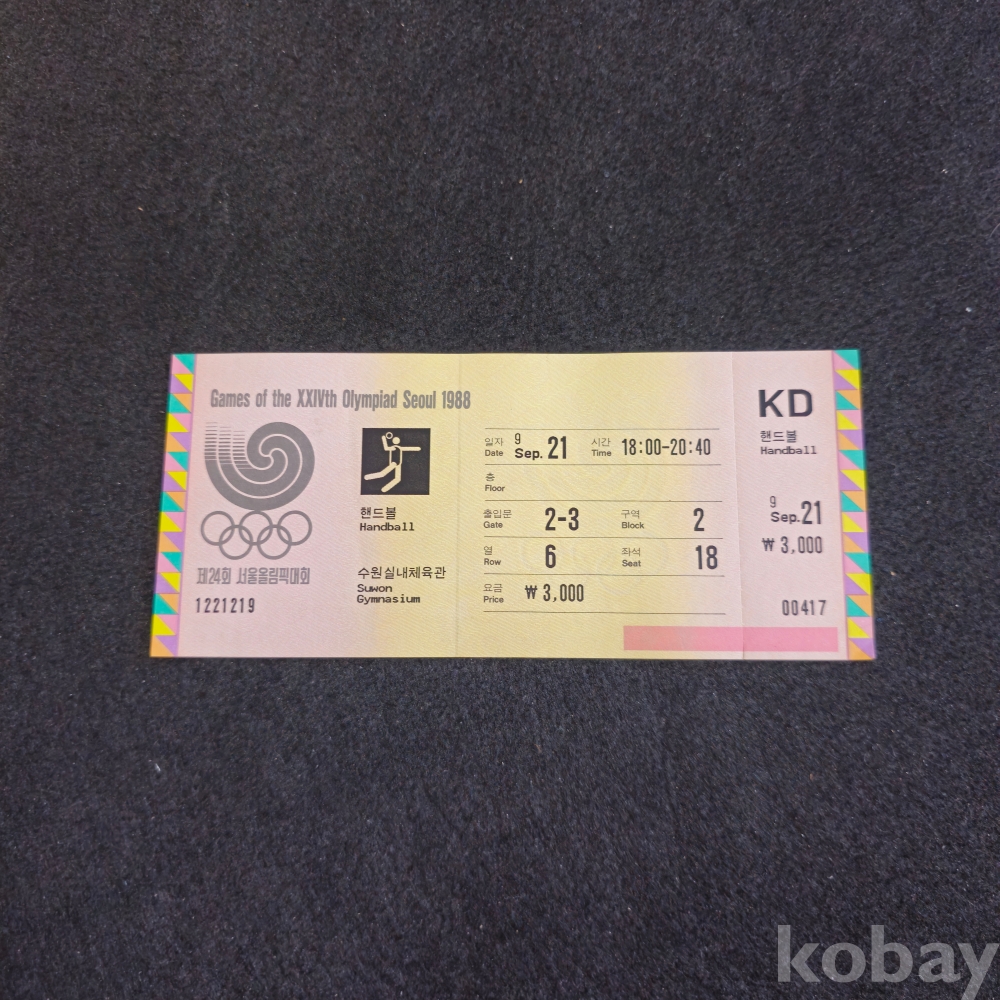 Games of the XXIVth Olympiad Seoul 1988
제24회 서울올림픽대회
1221219
핸드볼
Handball
수원실내체육관
Suwon
Gymnasium
일자 Date 9 Sep. 21 시간 Time 18:00-20:40
층 Floor
출입문 Gate 2-3 구역 Block 2
열 Row 6 좌석 Seat 18
요금 Price ₩ 3,000
KD
핸드볼
Handball
9
Sep. 21
₩ 3,000
00417
kobay